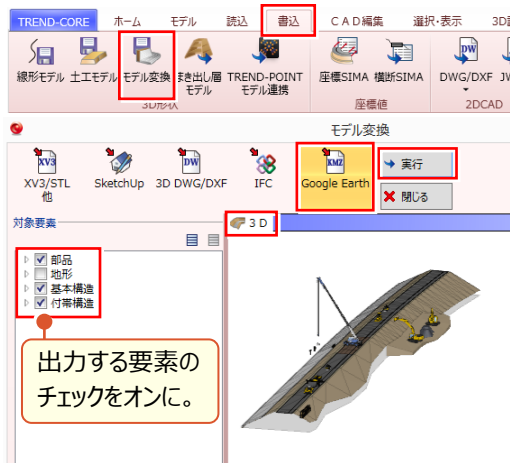 TREND-CORE ホーム モデル 読込 書込 CAD編集 選択・表示 3D
線形モデル 土工モデル モデル変換 まき出し層 モデル TREND-POINT モデル連携 座標SIMA 横断SIMA DWG/DXF
3D形状 座標値 2DCAD
モデル変換
XV3 DW KMZ
XV3/STL 他 SketchUp 3D DWG/DXF IFC Google Earth 実行
閉じる
対象要素 3D
部品
地形
基本構造
付帯構造
出力する要素の
チェックをオンに。